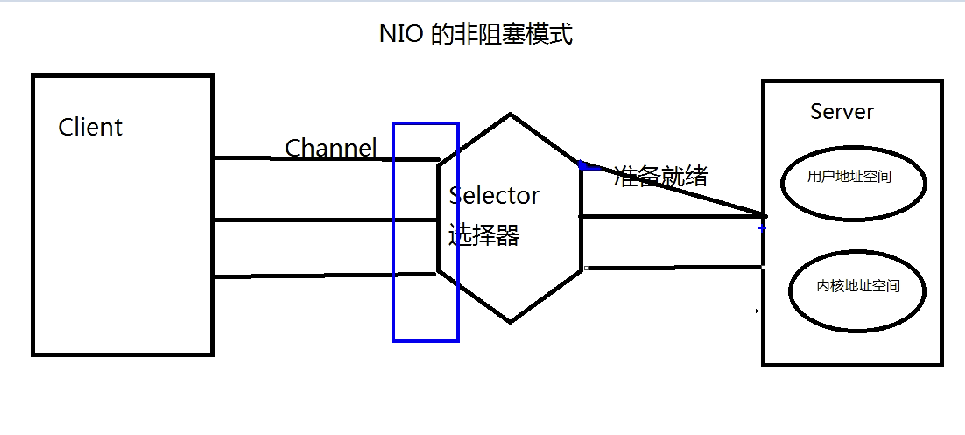 NIO 的非阻塞模式
Client
Channel
Selector
选择器
准备就绪
Server
用户地址空间
内核地址空间